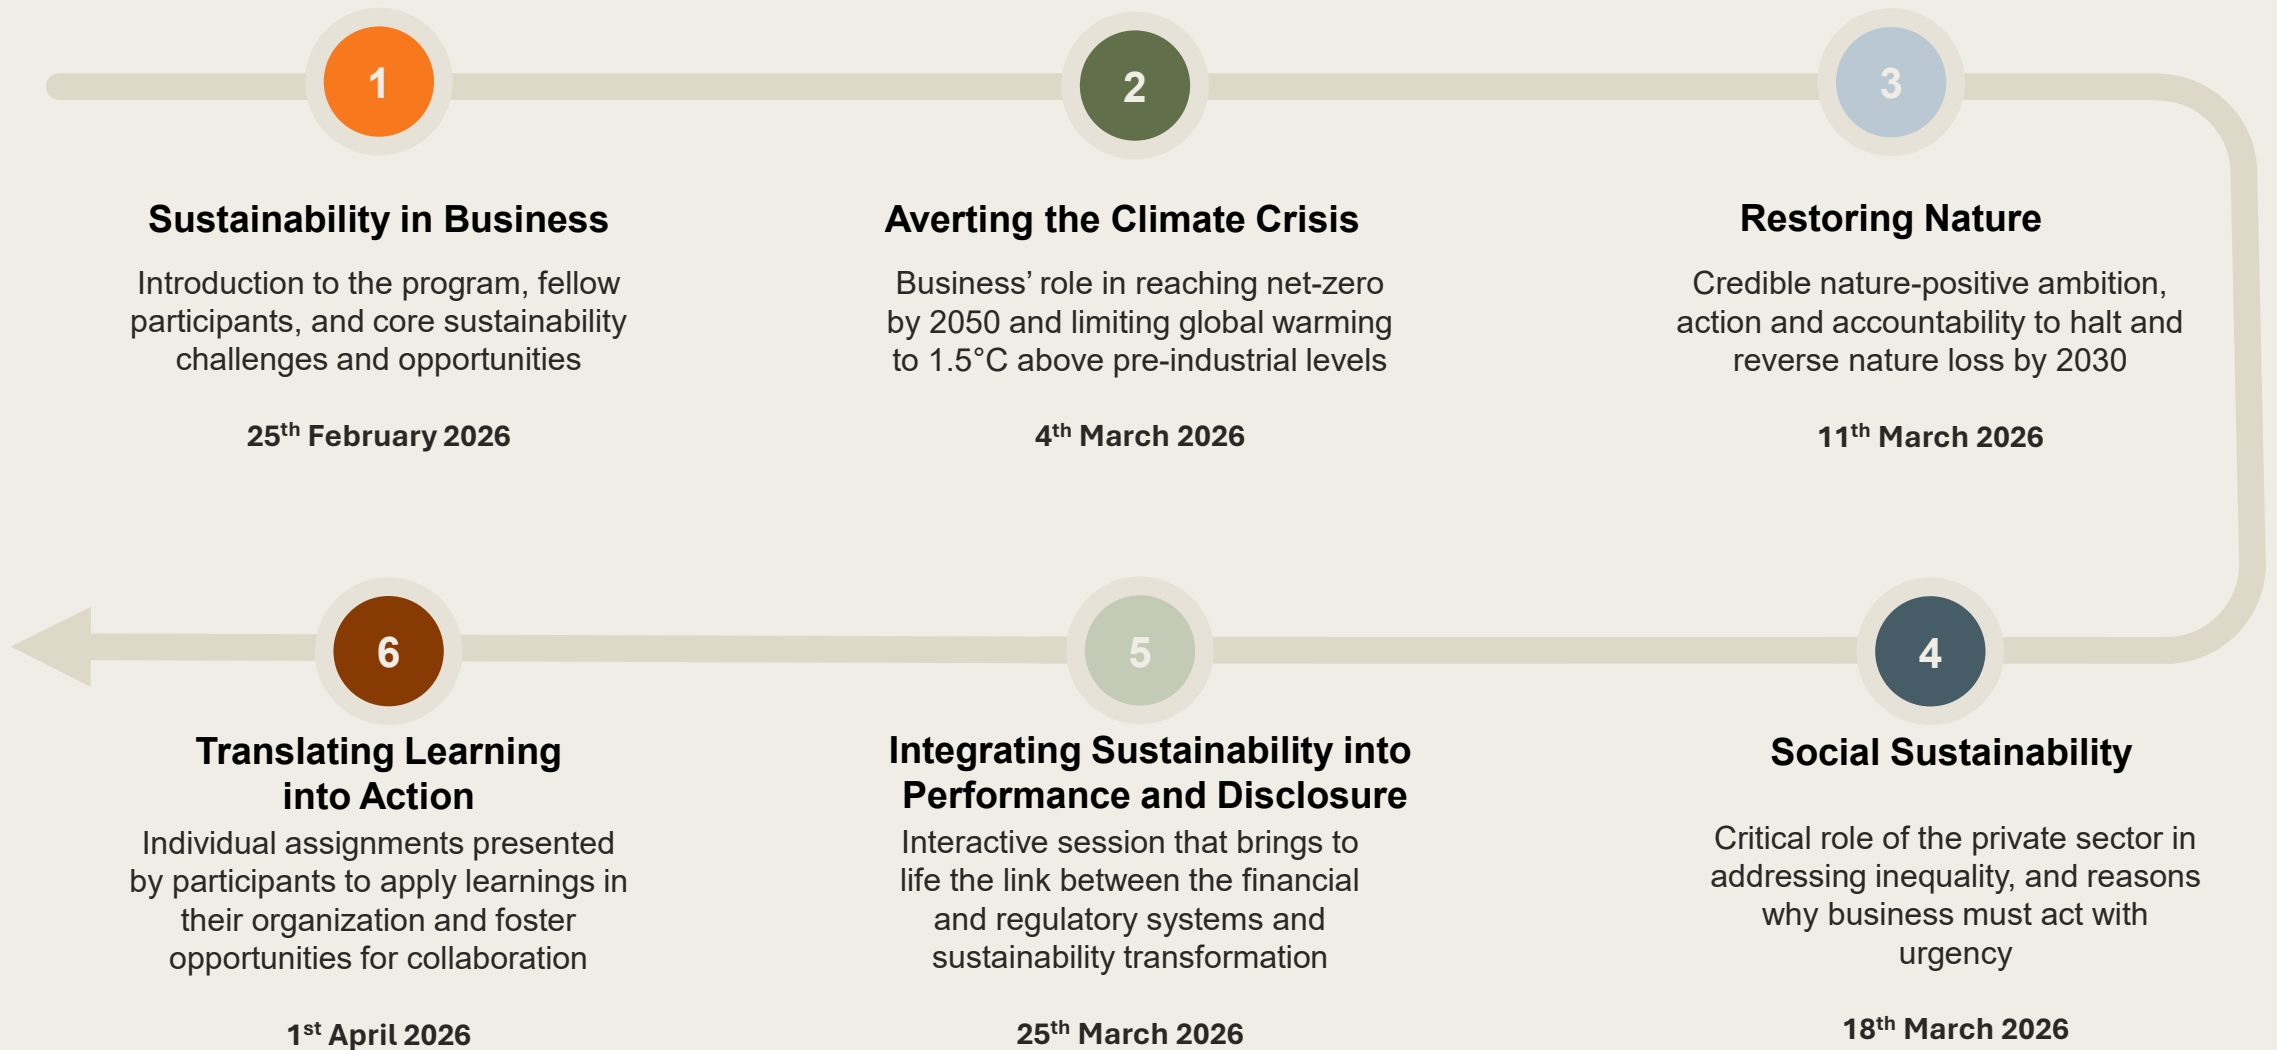 1
Sustainability in Business
Introduction to the program, fellow
participants, and core sustainability
challenges and opportunities
25th February 2026
2
Averting the Climate Crisis
Business’ role in reaching net-zero
by 2050 and limiting global warming
to 1.5°C above pre-industrial levels
4th March 2026
3
Restoring Nature
Credible nature-positive ambition,
action and accountability to halt and
reverse nature loss by 2030
11th March 2026
4
Social Sustainability
Critical role of the private sector in
addressing inequality, and reasons
why business must act with
urgency
18th March 2026
5
Integrating Sustainability into
Performance and Disclosure
Interactive session that brings to
life the link between the financial
and regulatory systems and
sustainability transformation
25th March 2026
6
Translating Learning
into Action
Individual assignments presented
by participants to apply learnings in
their organization and foster
opportunities for collaboration
1st April 2026